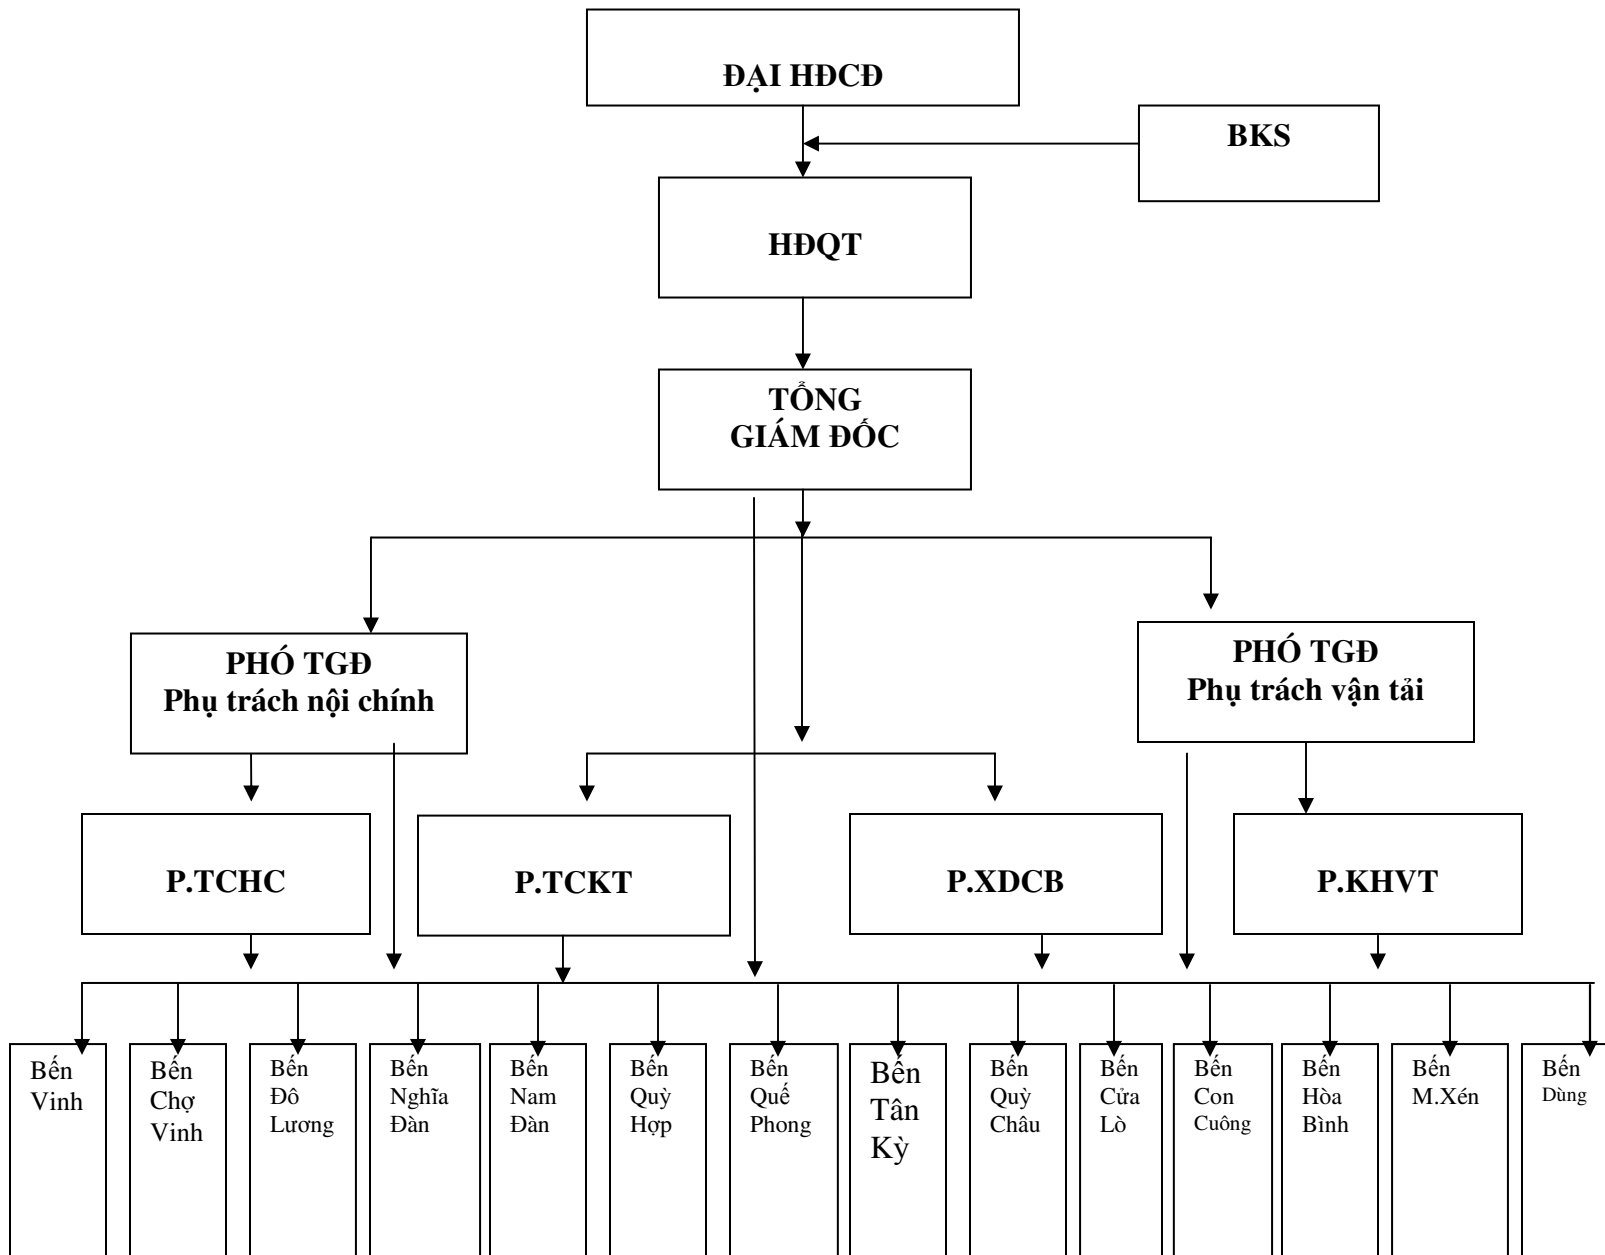 ĐẠI HĐCĐ
BKS
HĐQT
TỔNG
GIÁM ĐỐC
PHÓ TGĐ
Phụ trách nội chính
PHÓ TGĐ
Phụ trách vận tải
P.TCHC
P.TCKT
P.XDCB
P.KHVT
Bến
Vinh
Bến
Chợ
Vinh
Bến
Đô
Lương
Bến
Nghĩa
Đàn
Bến
Nam
Đàn
Bến
Quỳ
Hợp
Bến
Quế
Phong
Bến
Tân
Kỳ
Bến
Quỳ
Châu
Bến
Cửa
Lò
Bến
Con
Cuông
Bến
Hòa
Bình
Bến
M.Xén
Bến
Dùng